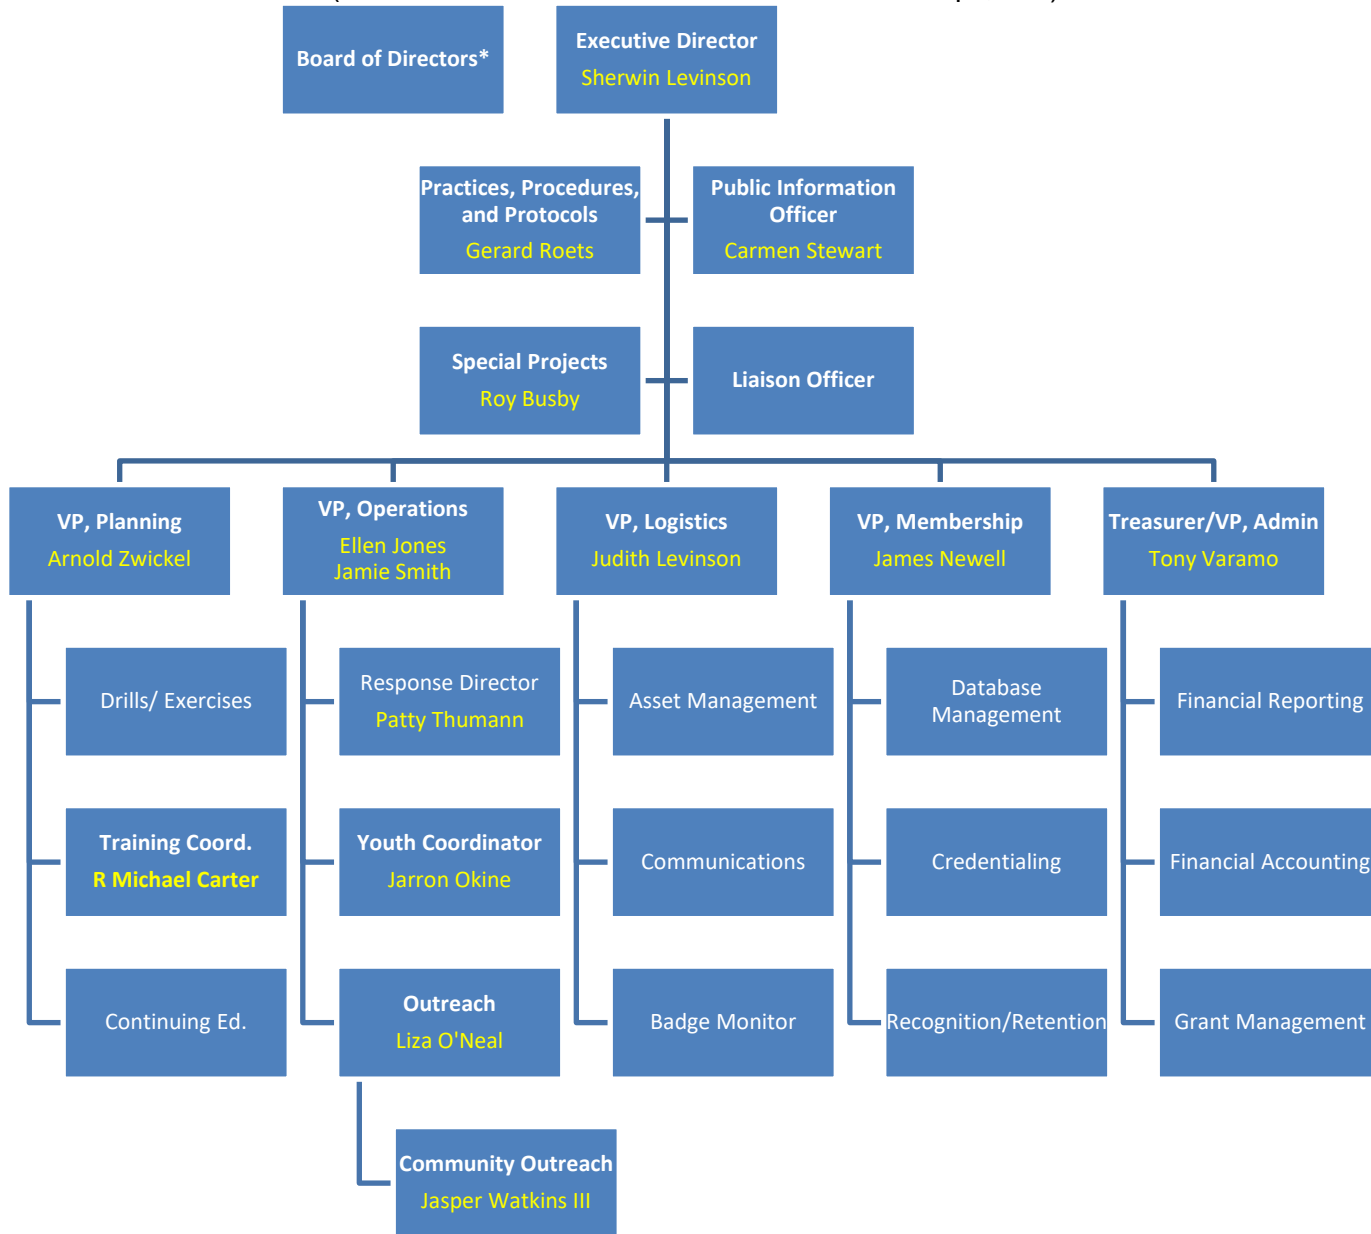 Board of Directors*
Executive Director
Sherwin Levinson
Practices, Procedures,
and Protocols
Gerard Roets
Public Information
Officer
Carmen Stewart
Special Projects
Roy Busby
Liaison Officer
VP, Planning
Arnold Zwickel
VP, Operations
Ellen Jones
Jamie Smith
VP, Logistics
Judith Levinson
VP, Membership
James Newell
Treasurer/VP, Admin
Tony Varamo
Drills/ Exercises
Response Director
Patty Thumann
Asset Management
Database
Management
Financial Reporting
Training Coord.
R Michael Carter
Youth Coordinator
Jarron Okine
Communications
Credentialing
Financial Accounting
Continuing Ed.
Outreach
Liza O'Neal
Badge Monitor
Recognition/Retention
Grant Management
Community Outreach
Jasper Watkins III